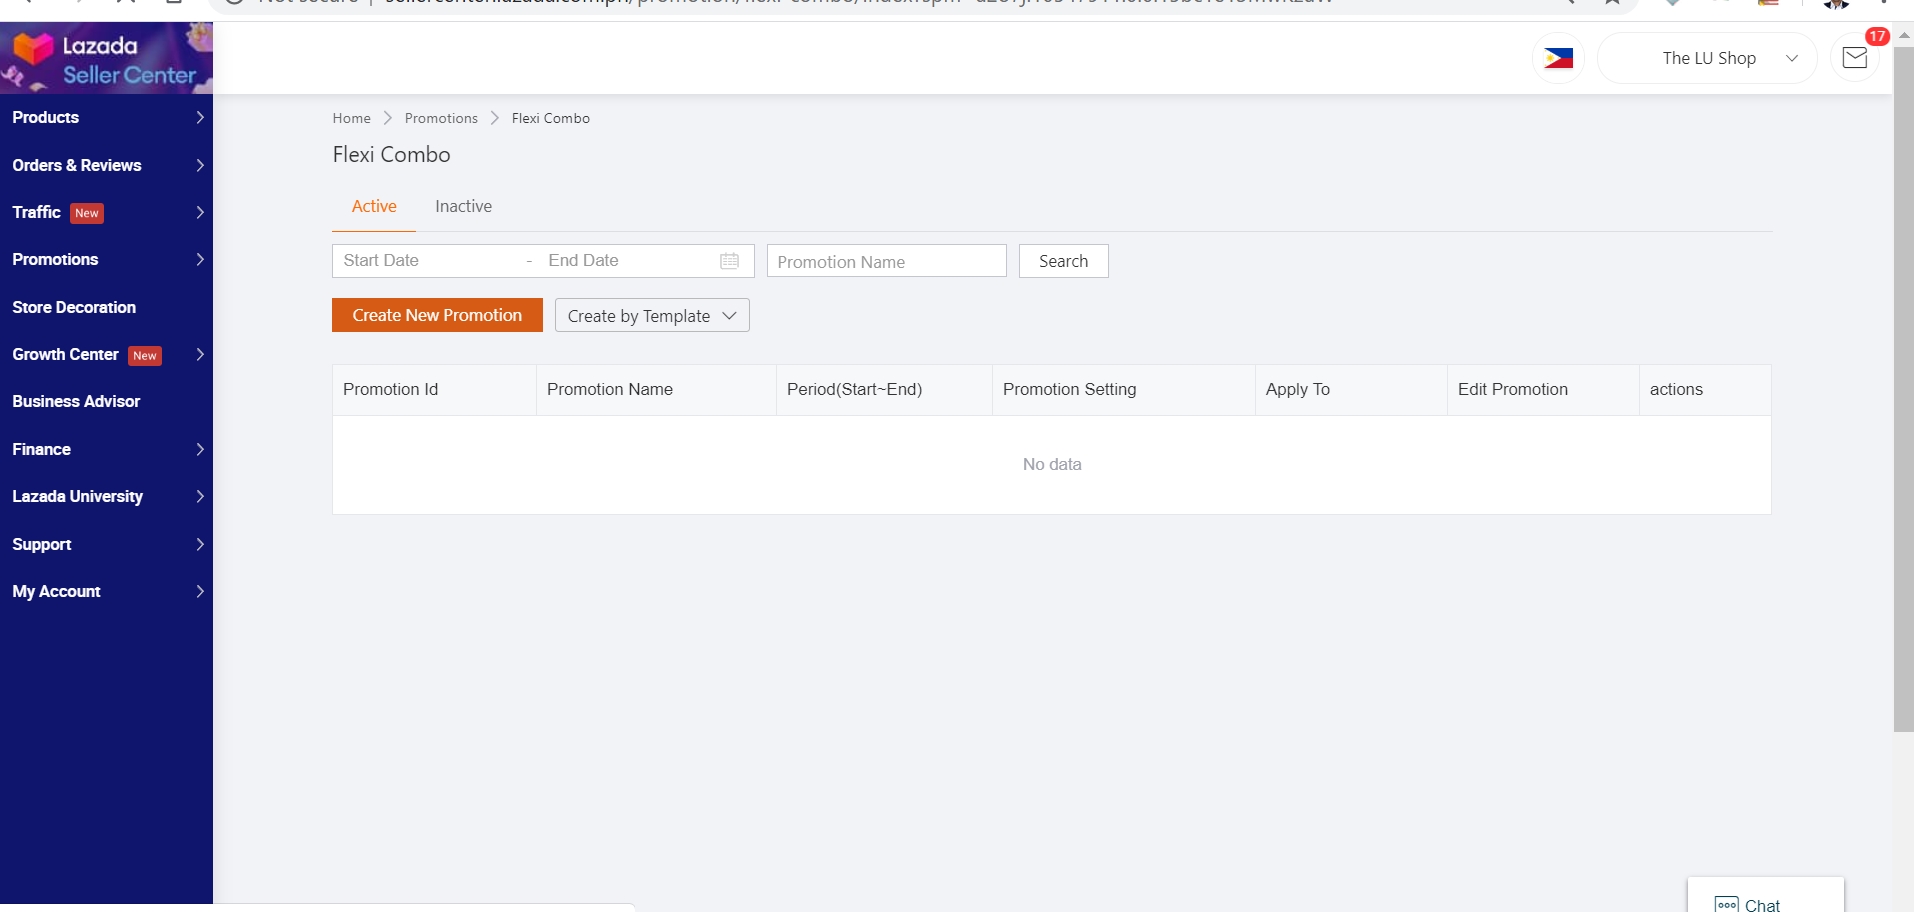 Lazada
Seller Center
17
The LU Shop
Products
Orders & Reviews
Traffic New
Promotions
Store Decoration
Growth Center New
Business Advisor
Finance
Lazada University
Support
My Account
Home > Promotions > Flexi Combo
Flexi Combo
Active Inactive
Start Date - End Date Promotion Name Search
Create New Promotion Create by Template
Promotion Id Promotion Name Period(Start~End) Promotion Setting Apply To Edit Promotion actions
No data
Chat